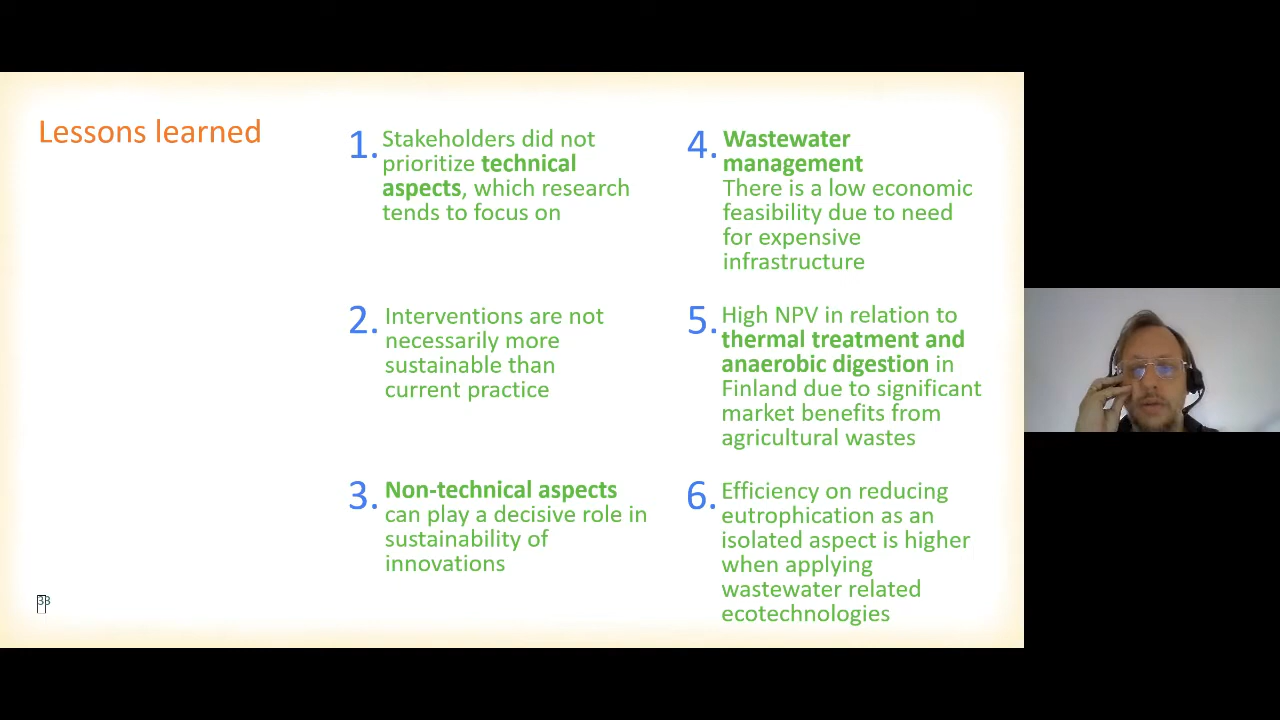 Lessons learned
1. Stakeholders did not
prioritize technical
aspects, which research
tends to focus on
2. Interventions are not
necessarily more
sustainable than
current practice
3. Non-technical aspects
can play a decisive role in
sustainability of
innovations
4. Wastewater
management
There is a low economic
feasibility due to need
for expensive
infrastructure
5. High NPV in relation to
thermal treatment and
anaerobic digestion in
Finland due to significant
market benefits from
agricultural wastes
6. Efficiency on reducing
eutrophication as an
isolated aspect is higher
when applying
wastewater related
ecotechnologies